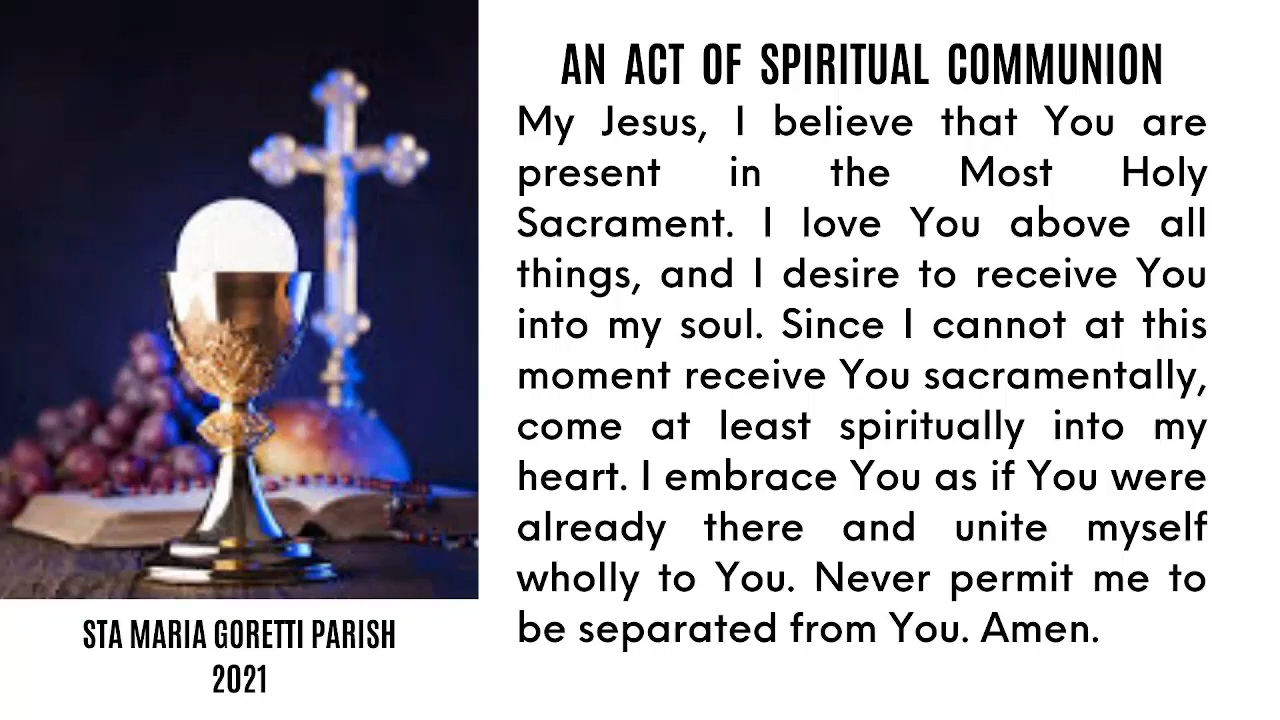 AN ACT OF SPIRITUAL COMMUNION
My Jesus, I believe that You are
present in the Most Holy
Sacrament. I love You above all
things, and I desire to receive You
into my soul. Since I cannot at this
moment receive You sacramentally,
come at least spiritually into my
heart. I embrace You as if You were
already there and unite myself
wholly to You. Never permit me to
be separated from You. Amen.
STA MARIA GORETTI PARISH
2021